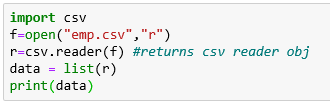 import csv
f=open("emp.csv","r")
r=csv.reader(f) #returns csv reader obj
data = list(r)
print(data)